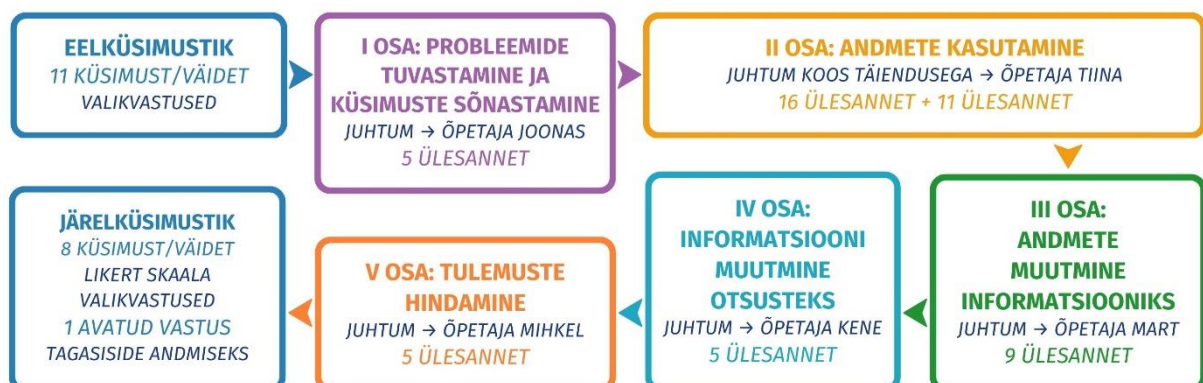 EELKÜSIMUSTIK
11 KÜSIMUST/VÄIDET
VALIKVASTUSED
I OSA: PROBLEEMIDE
TUVASTAMINE JA
KÜSIMUSTE SÕNASTAMINE
JUHTUM → ÕPETAJA JOONAS
5 ÜLESANNET
II OSA: ANDMETE KASUTAMINE
JUHTUM KOOS TÄIENDUSEGA → ÕPETAJA TIINA
16 ÜLESANNET + 11 ÜLESANNET
III OSA:
ANDMETE
MUUTMINE
INFORMATSIOONIKS
JUHTUM → ÕPETAJA MART
9 ÜLESANNET
IV OSA:
INFORMATSIOONI
MUUTMINE
OTSUSTEKS
JUHTUM → ÕPETAJA KENE
5 ÜLESANNET
V OSA: TULEMUSTE
HINDAMINE
JUHTUM → ÕPETAJA MIHKEL
5 ÜLESANNET
JÄRELKÜSIMUSTIK
8 KÜSIMUST/VÄIDET
LIKERT SKAALA
VALIKVASTUSED
1 AVATUD VASTUS
TAGASISIDE ANDMISEKS